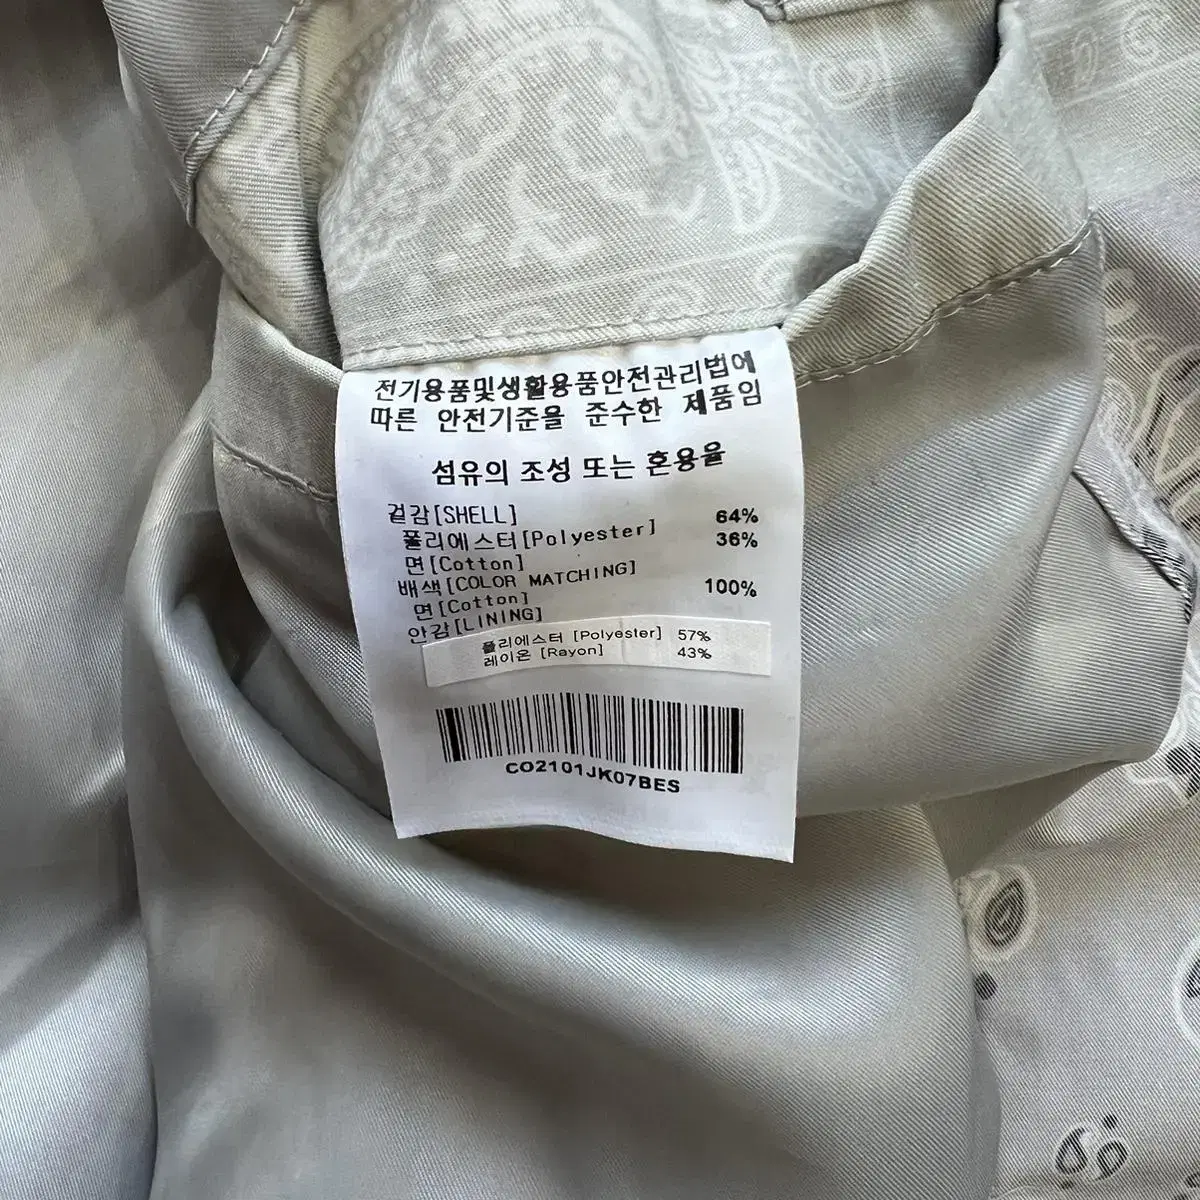 전기용품및생활용품안전관리법에
따른 안전기준을 준수한 제품임
섬유의 조성 또는 혼용율
겉감[SHELL]
폴리에스터[Polyester] 64%
면[Cotton] 36%
배색[COLOR MATCHING]
면[Cotton] 100%
안감[LINING]
폴리에스터 [Polyester] 57%
레이온 [Rayon] 43%
CO2101JK07BES